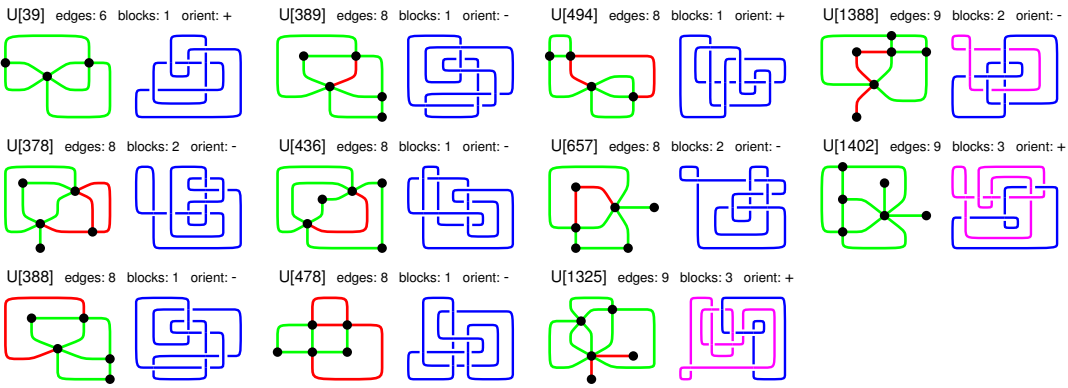 U[39] edges: 6 blocks: 1 orient: +
U[389] edges: 8 blocks: 1 orient: -
U[494] edges: 8 blocks: 1 orient: +
U[1388] edges: 9 blocks: 2 orient: -
U[378] edges: 8 blocks: 2 orient: -
U[436] edges: 8 blocks: 1 orient: -
U[657] edges: 8 blocks: 2 orient: -
U[1402] edges: 9 blocks: 3 orient: +
U[388] edges: 8 blocks: 1 orient: -
U[478] edges: 8 blocks: 1 orient: -
U[1325] edges: 9 blocks: 3 orient: +